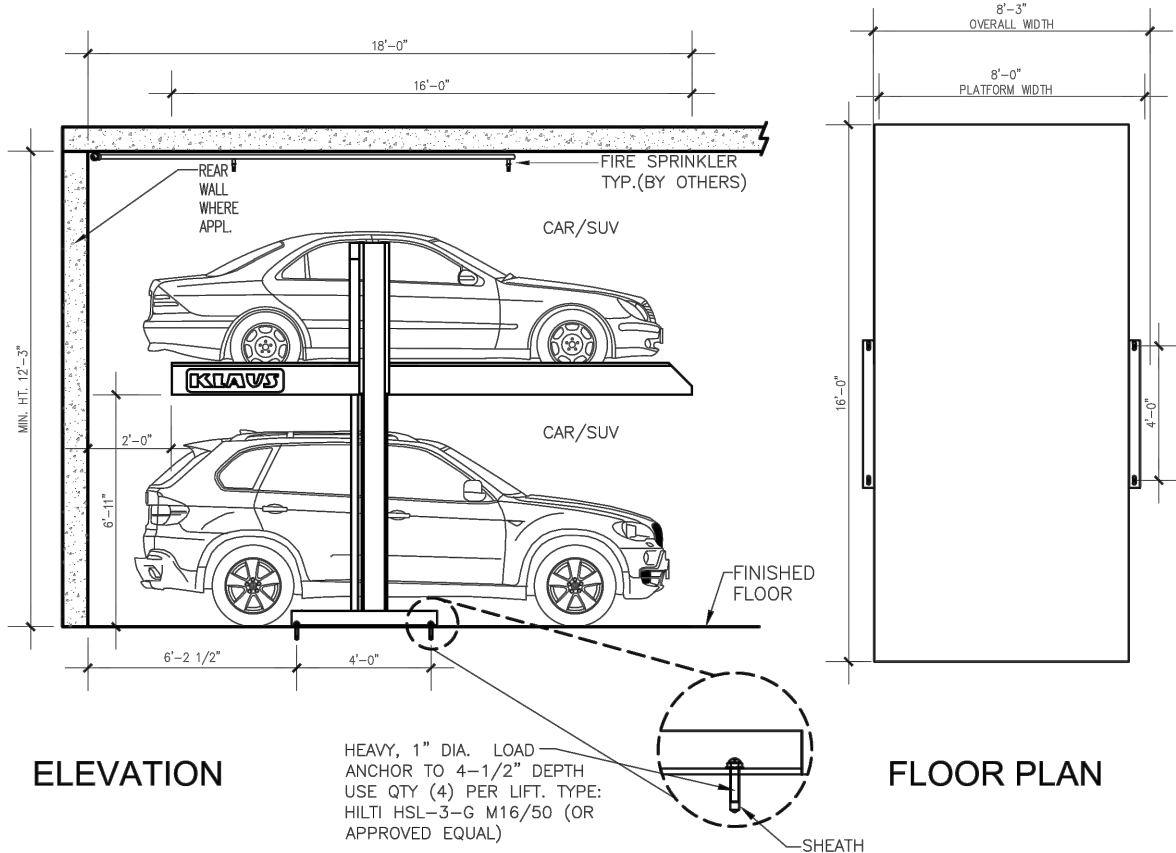 8'-3"
OVERALL WIDTH
18'-0"
16'-0"
8'-0"
PLATFORM WIDTH
REAR
WALL
WHERE
APPL.
FIRE SPRINKLER
TYP.(BY OTHERS)
CAR/SUV
MIN. HT. 12'-3"
KLAUS
16'-0"
4'-0"
CAR/SUV
2'-0"
6'-11"
FINISHED
FLOOR
6'-2 1/2"
4'-0"
HEAVY, 1" DIA. LOAD
ANCHOR TO 4-1/2" DEPTH
USE QTY (4) PER LIFT. TYPE:
HILTI HSL-3-G M16/50 (OR
APPROVED EQUAL)
SHEATH
ELEVATION
FLOOR PLAN